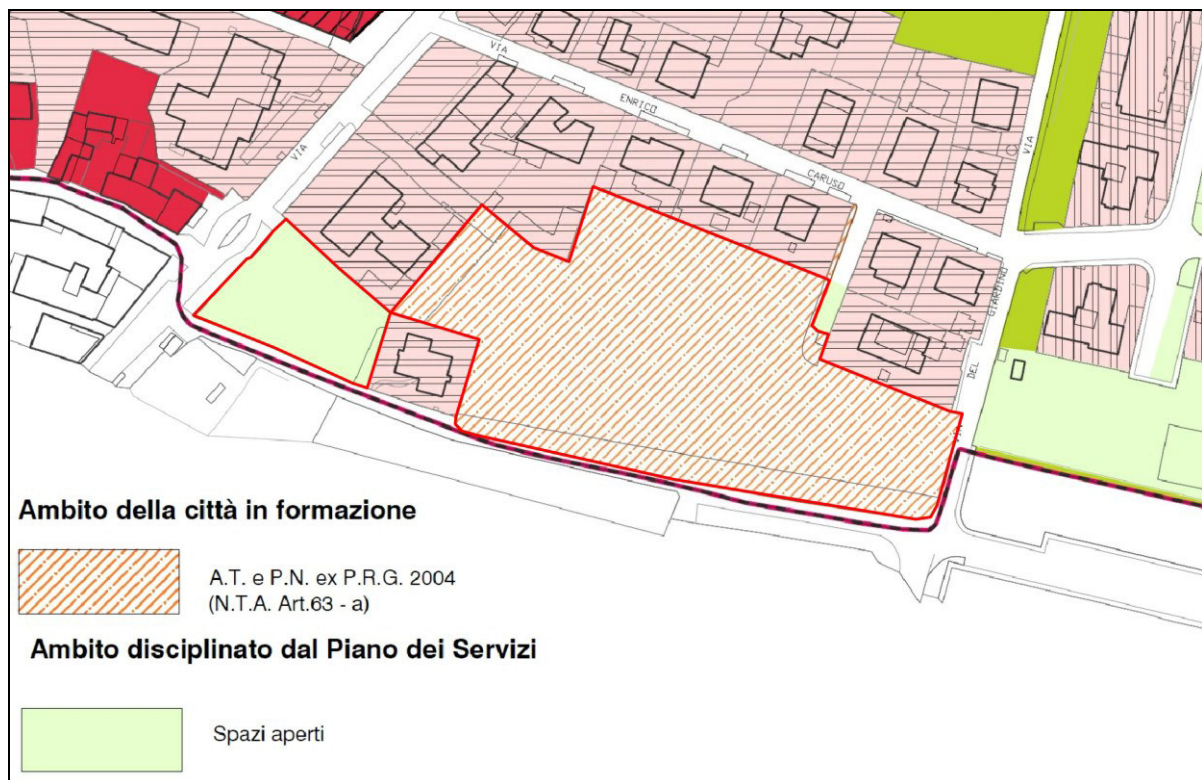 VIA
ENRICO
CARUSO
VIA
VIA
DEL
GIARDINO
VIA
Ambito della città in formazione
A.T. e P.N. ex P.R.G. 2004
(N.T.A. Art.63 - a)
Ambito disciplinato dal Piano dei Servizi
Spazi aperti